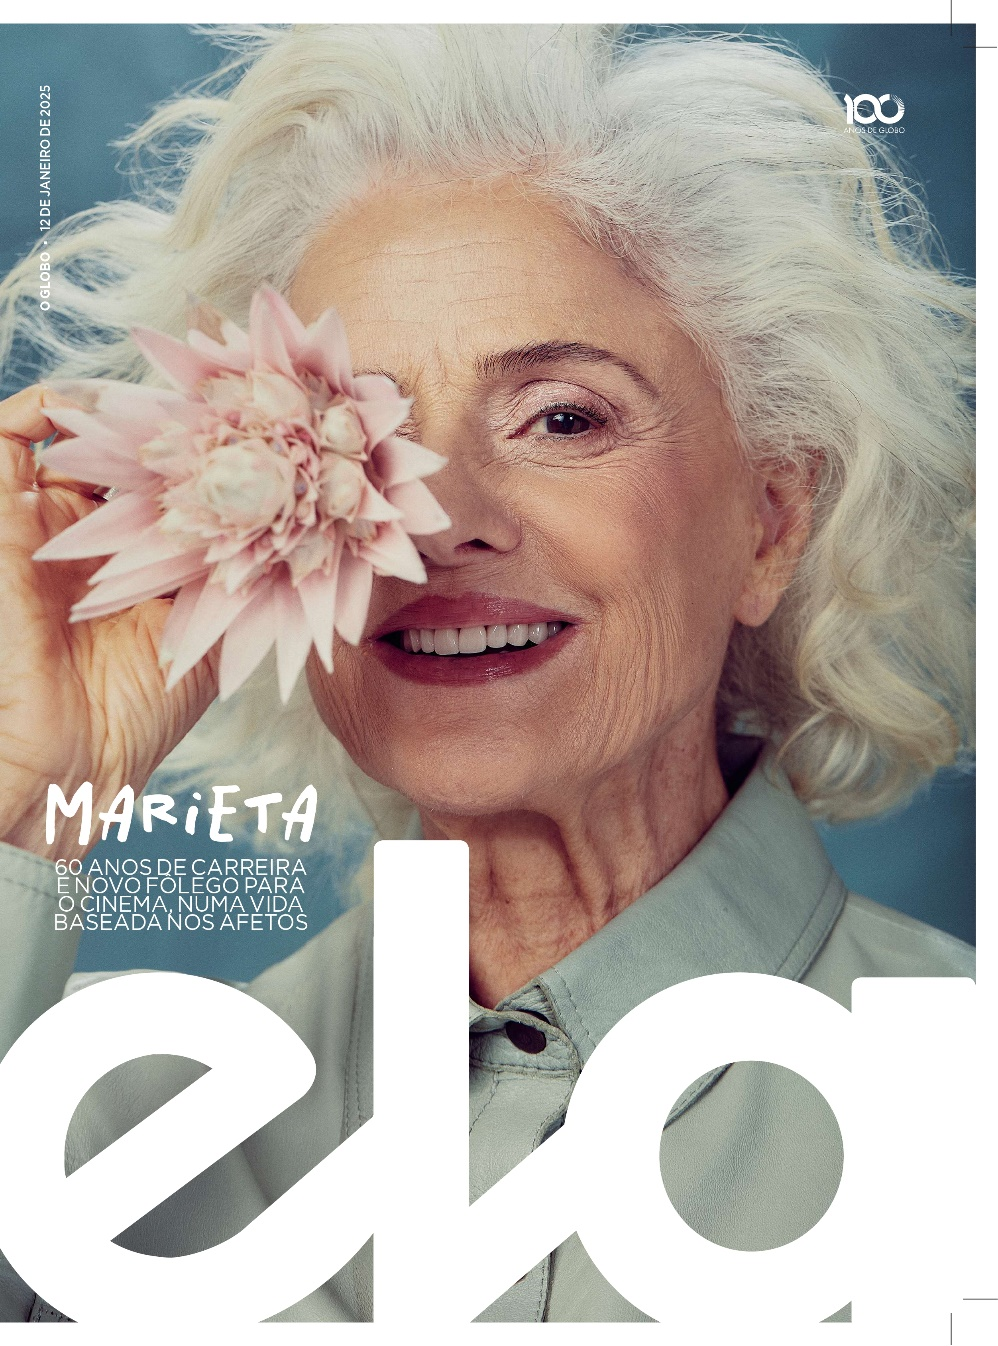 O GLOBO • 12 DE JANEIRO DE 2025
100
ANOS DE GLOBO
MARiETA
60 ANOS DE CARREIRA
E NOVO FÔLEGO PARA
O CINEMA, NUMA VIDA
BASEADA NOS AFETOS
ela